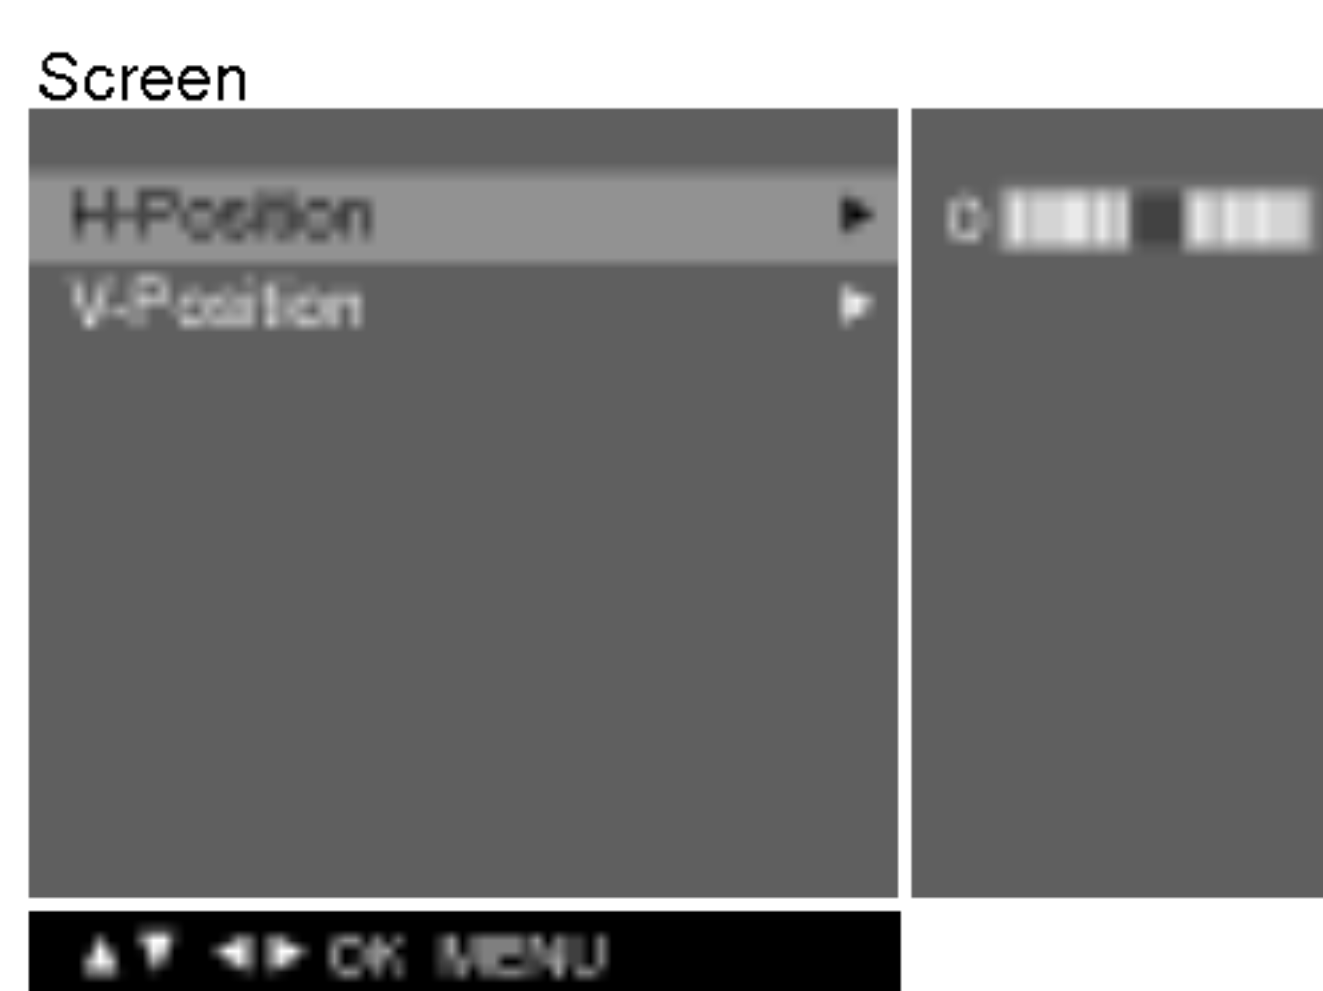 Screen
H-Position ▶
0
V-Position ▶
▲▼ ◀▶ OK MENU